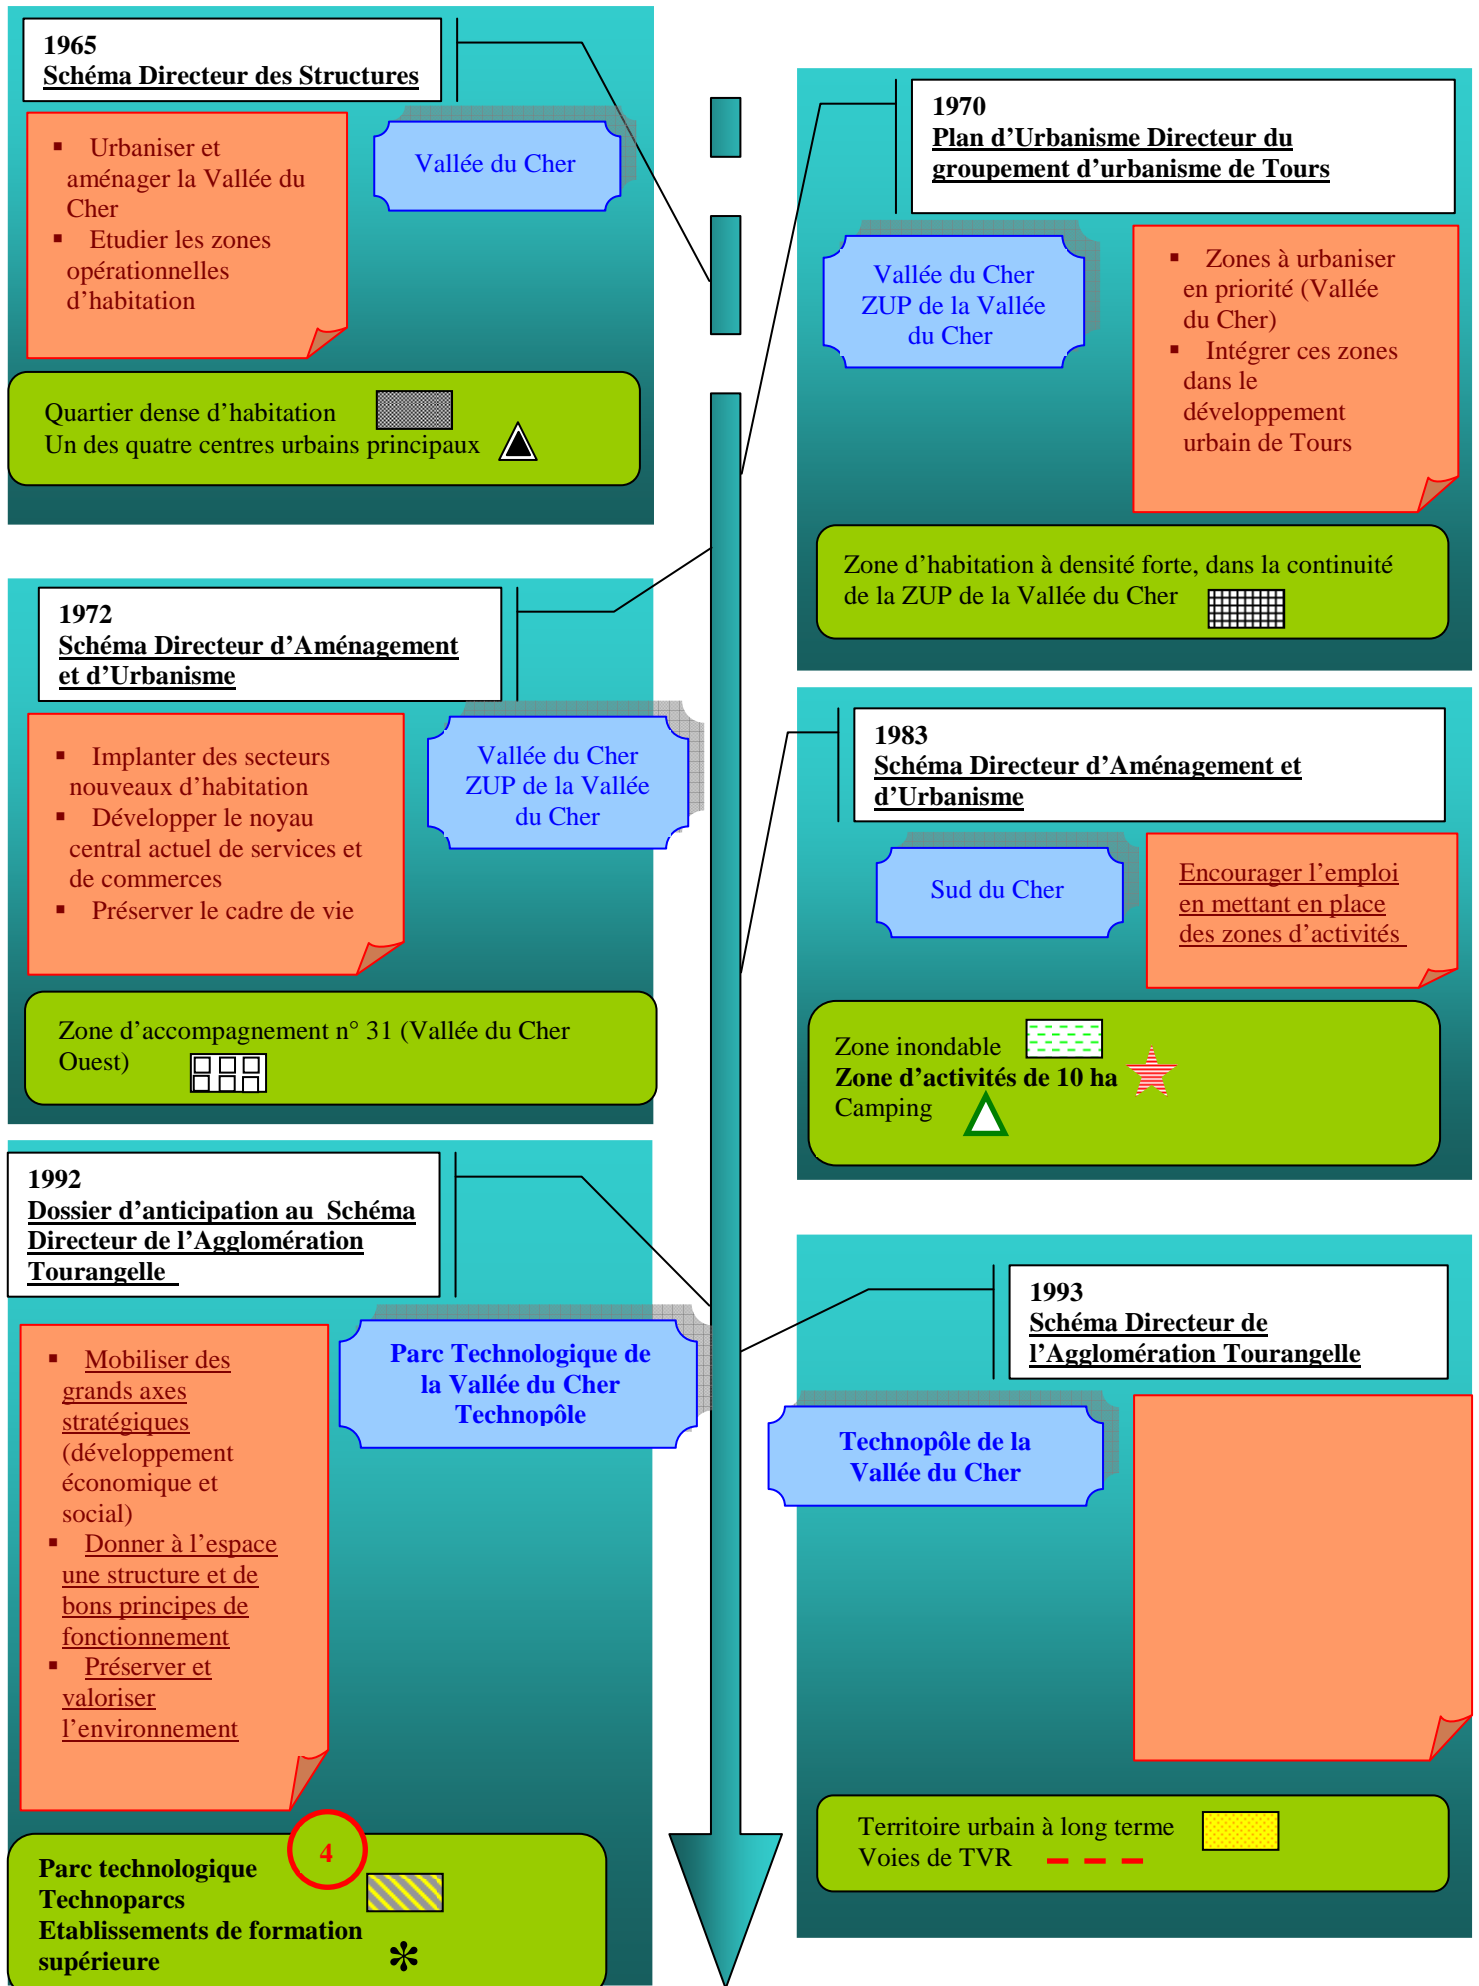 1965
Schéma Directeur des Structures
▪ Urbaniser et
aménager la Vallée du
Cher
▪ Etudier les zones
opérationnelles
d’habitation
Vallée du Cher
Quartier dense d’habitation
Un des quatre centres urbains principaux
1970
Plan d’Urbanisme Directeur du
groupement d’urbanisme de Tours
Vallée du Cher
ZUP de la Vallée
du Cher
▪ Zones à urbaniser
en priorité (Vallée
du Cher)
▪ Intégrer ces zones
dans le
développement
urbain de Tours
Zone d’habitation à densité forte, dans la continuité
de la ZUP de la Vallée du Cher
1972
Schéma Directeur d’Aménagement
et d’Urbanisme
▪ Implanter des secteurs
nouveaux d’habitation
▪ Développer le noyau
central actuel de services et
de commerces
▪ Préserver le cadre de vie
Vallée du Cher
ZUP de la Vallée
du Cher
Zone d’accompagnement n° 31 (Vallée du Cher
Ouest)
1983
Schéma Directeur d’Aménagement et
d’Urbanisme
Sud du Cher
Encourager l’emploi
en mettant en place
des zones d’activités
Zone inondable
Zone d’activités de 10 ha
Camping
1992
Dossier d’anticipation au Schéma
Directeur de l’Agglomération
Tourangelle
▪ Mobiliser des
grands axes
stratégiques
(développement
économique et
social)
▪ Donner à l’espace
une structure et de
bons principes de
fonctionnement
▪ Préserver et
valoriser
l’environnement
Parc Technologique de
la Vallée du Cher
Technopôle
4
Parc technologique
Technoparcs
Etablissements de formation
supérieure
1993
Schéma Directeur de
l’Agglomération Tourangelle
Technopôle de la
Vallée du Cher
Territoire urbain à long terme
Voies de TVR